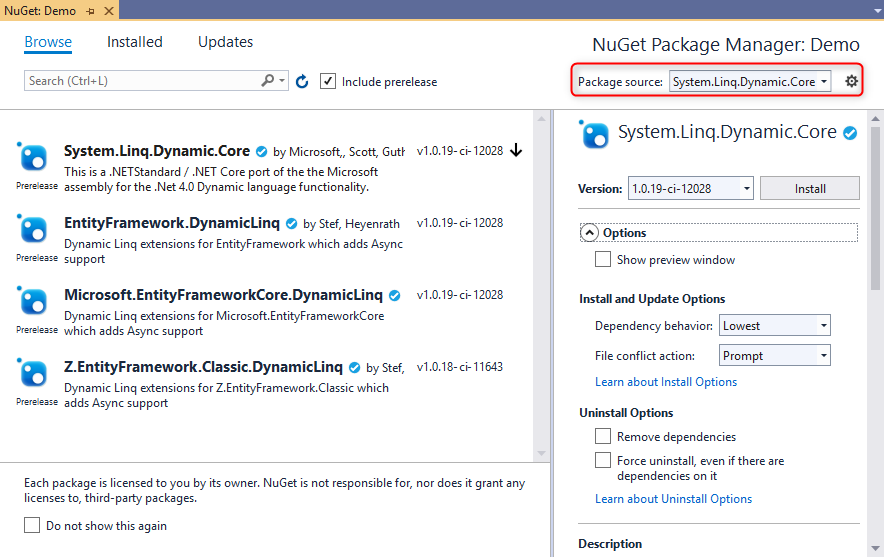 NuGet: Demo
Browse Installed Updates
NuGet Package Manager: Demo
Search (Ctrl+L)
Include prerelease
Package source: System.Linq.Dynamic.Core
System.Linq.Dynamic.Core by Microsoft,, Scott, Guth v1.0.19-ci-12028
This is a .NETStandard / .NET Core port of the the Microsoft
assembly for the .Net 4.0 Dynamic language functionality.
Prerelease
EntityFramework.DynamicLinq by Stef, Heyenrath v1.0.19-ci-12028
Dynamic Linq extensions for EntityFramework which adds Async
support
Prerelease
Microsoft.EntityFrameworkCore.DynamicLinq v1.0.19-ci-12028
Dynamic Linq extensions for Microsoft.EntityFrameworkCore
which adds Async support
Prerelease
Z.EntityFramework.Classic.DynamicLinq by Stef, v1.0.18-ci-11643
Dynamic Linq extensions for Z.EntityFramework.Classic which
adds Async support
Prerelease
Each package is licensed to you by its owner. NuGet is not responsible for, nor does it grant any
licenses to, third-party packages.
Do not show this again
System.Linq.Dynamic.Core
Version: 1.0.19-ci-12028 Install
Options
Show preview window
Install and Update Options
Dependency behavior: Lowest
File conflict action: Prompt
Learn about Install Options
Uninstall Options
Remove dependencies
Force uninstall, even if there are
dependencies on it
Learn about Uninstall Options
Description